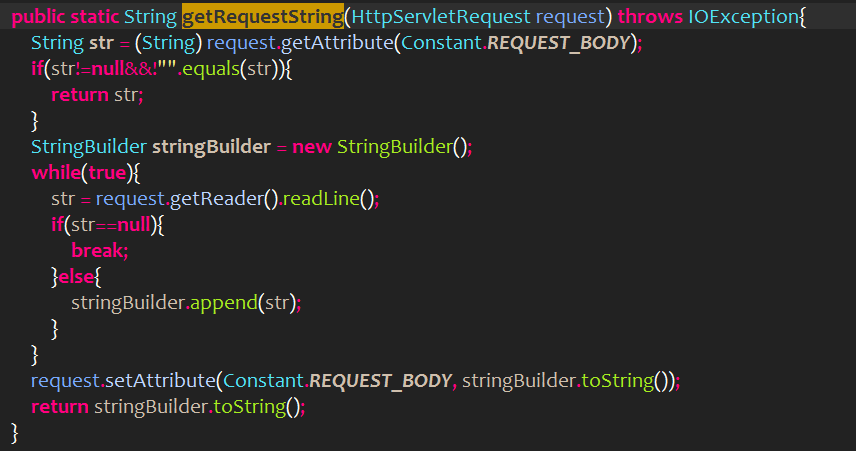 public static String getRequestString(HttpServletRequest request) throws IOException{
String str = (String) request.getAttribute(Constant.REQUEST_BODY);
if(str!=null&&!"".equals(str)){
return str;
}
StringBuilder stringBuilder = new StringBuilder();
while(true){
str = request.getReader().readLine();
if(str==null){
break;
}else{
stringBuilder.append(str);
}
}
request.setAttribute(Constant.REQUEST_BODY, stringBuilder.toString());
return stringBuilder.toString();
}